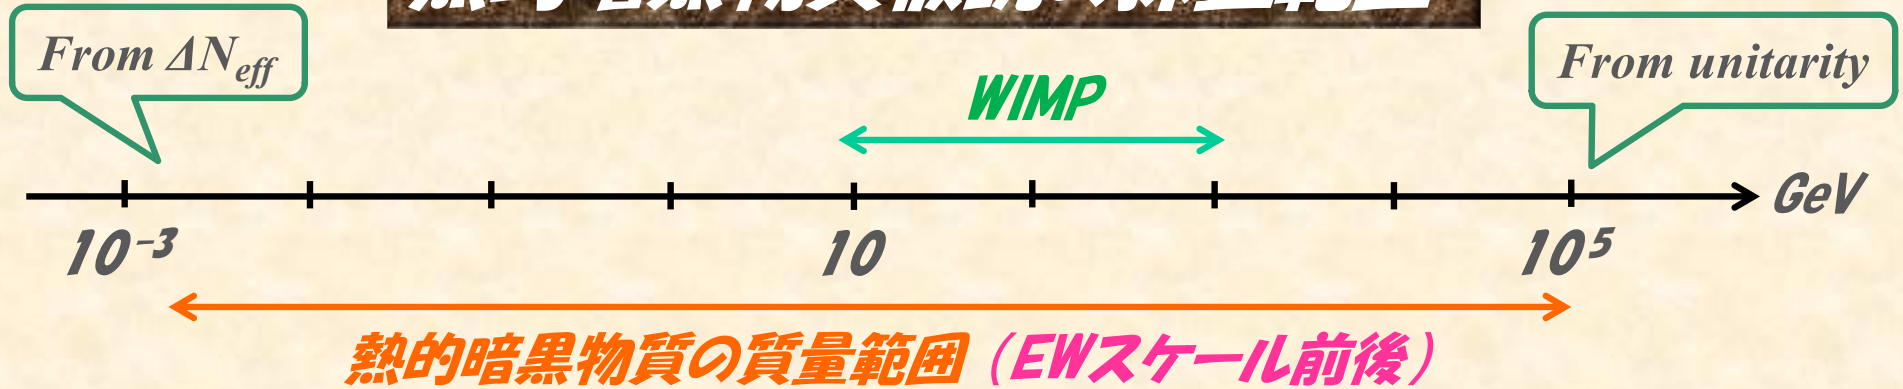 From ΔN_eff
From unitarity
WIMP
GeV
10⁻³ 10 10⁵
熱的暗黒物質の質量範囲（EWスケール前後）